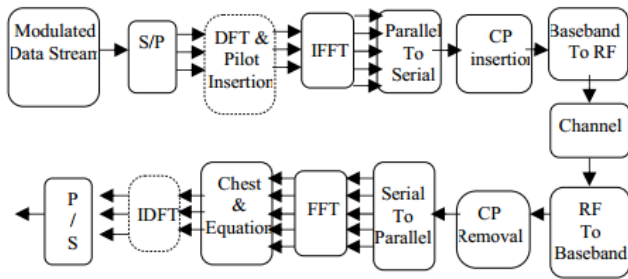 Modulated
Data Stream
S/P
DFT &
Pilot
Insertion
IFFT
Parallel
To
Serial
CP
insertion
Baseband
To RF
Channel
P
/
S
IDFT
Chest
&
Equation
FFT
Serial
To
Parallel
CP
Removal
RF
To
Baseband